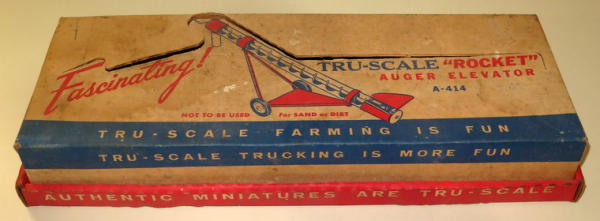 Fascinating!
TRU-SCALE "ROCKET"
AUGER ELEVATOR
A-414
NOT TO BE USED For SAND or DIRT
TRU-SCALE FARMING IS FUN
TRU-SCALE TRUCKING IS MORE FUN
AUTHENTIC MINIATURES ARE TRU-SCALE